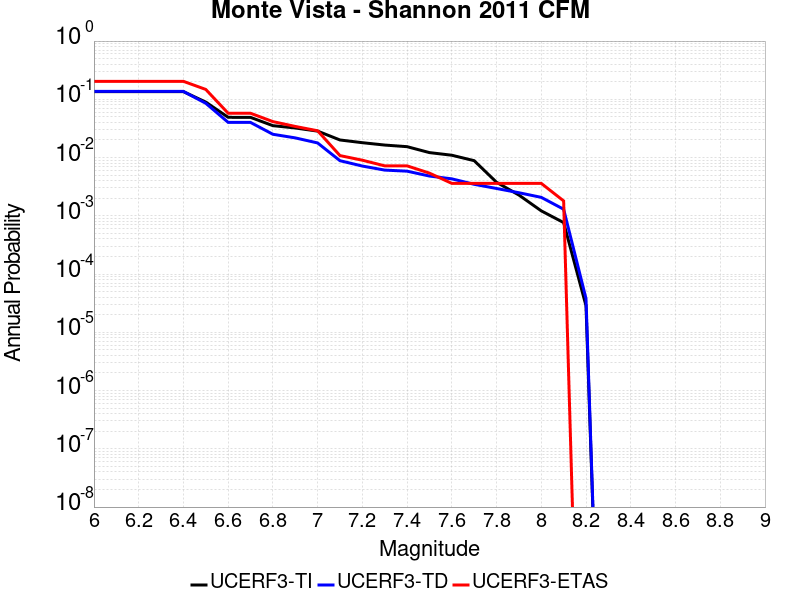 Monte Vista - Shannon 2011 CFM
10^0
10^-1
10^-2
10^-3
10^-4
10^-5
10^-6
10^-7
10^-8
Annual Probability
6 6.2 6.4 6.6 6.8 7 7.2 7.4 7.6 7.8 8 8.2 8.4 8.6 8.8 9
Magnitude
UCERF3-TI UCERF3-TD UCERF3-ETAS